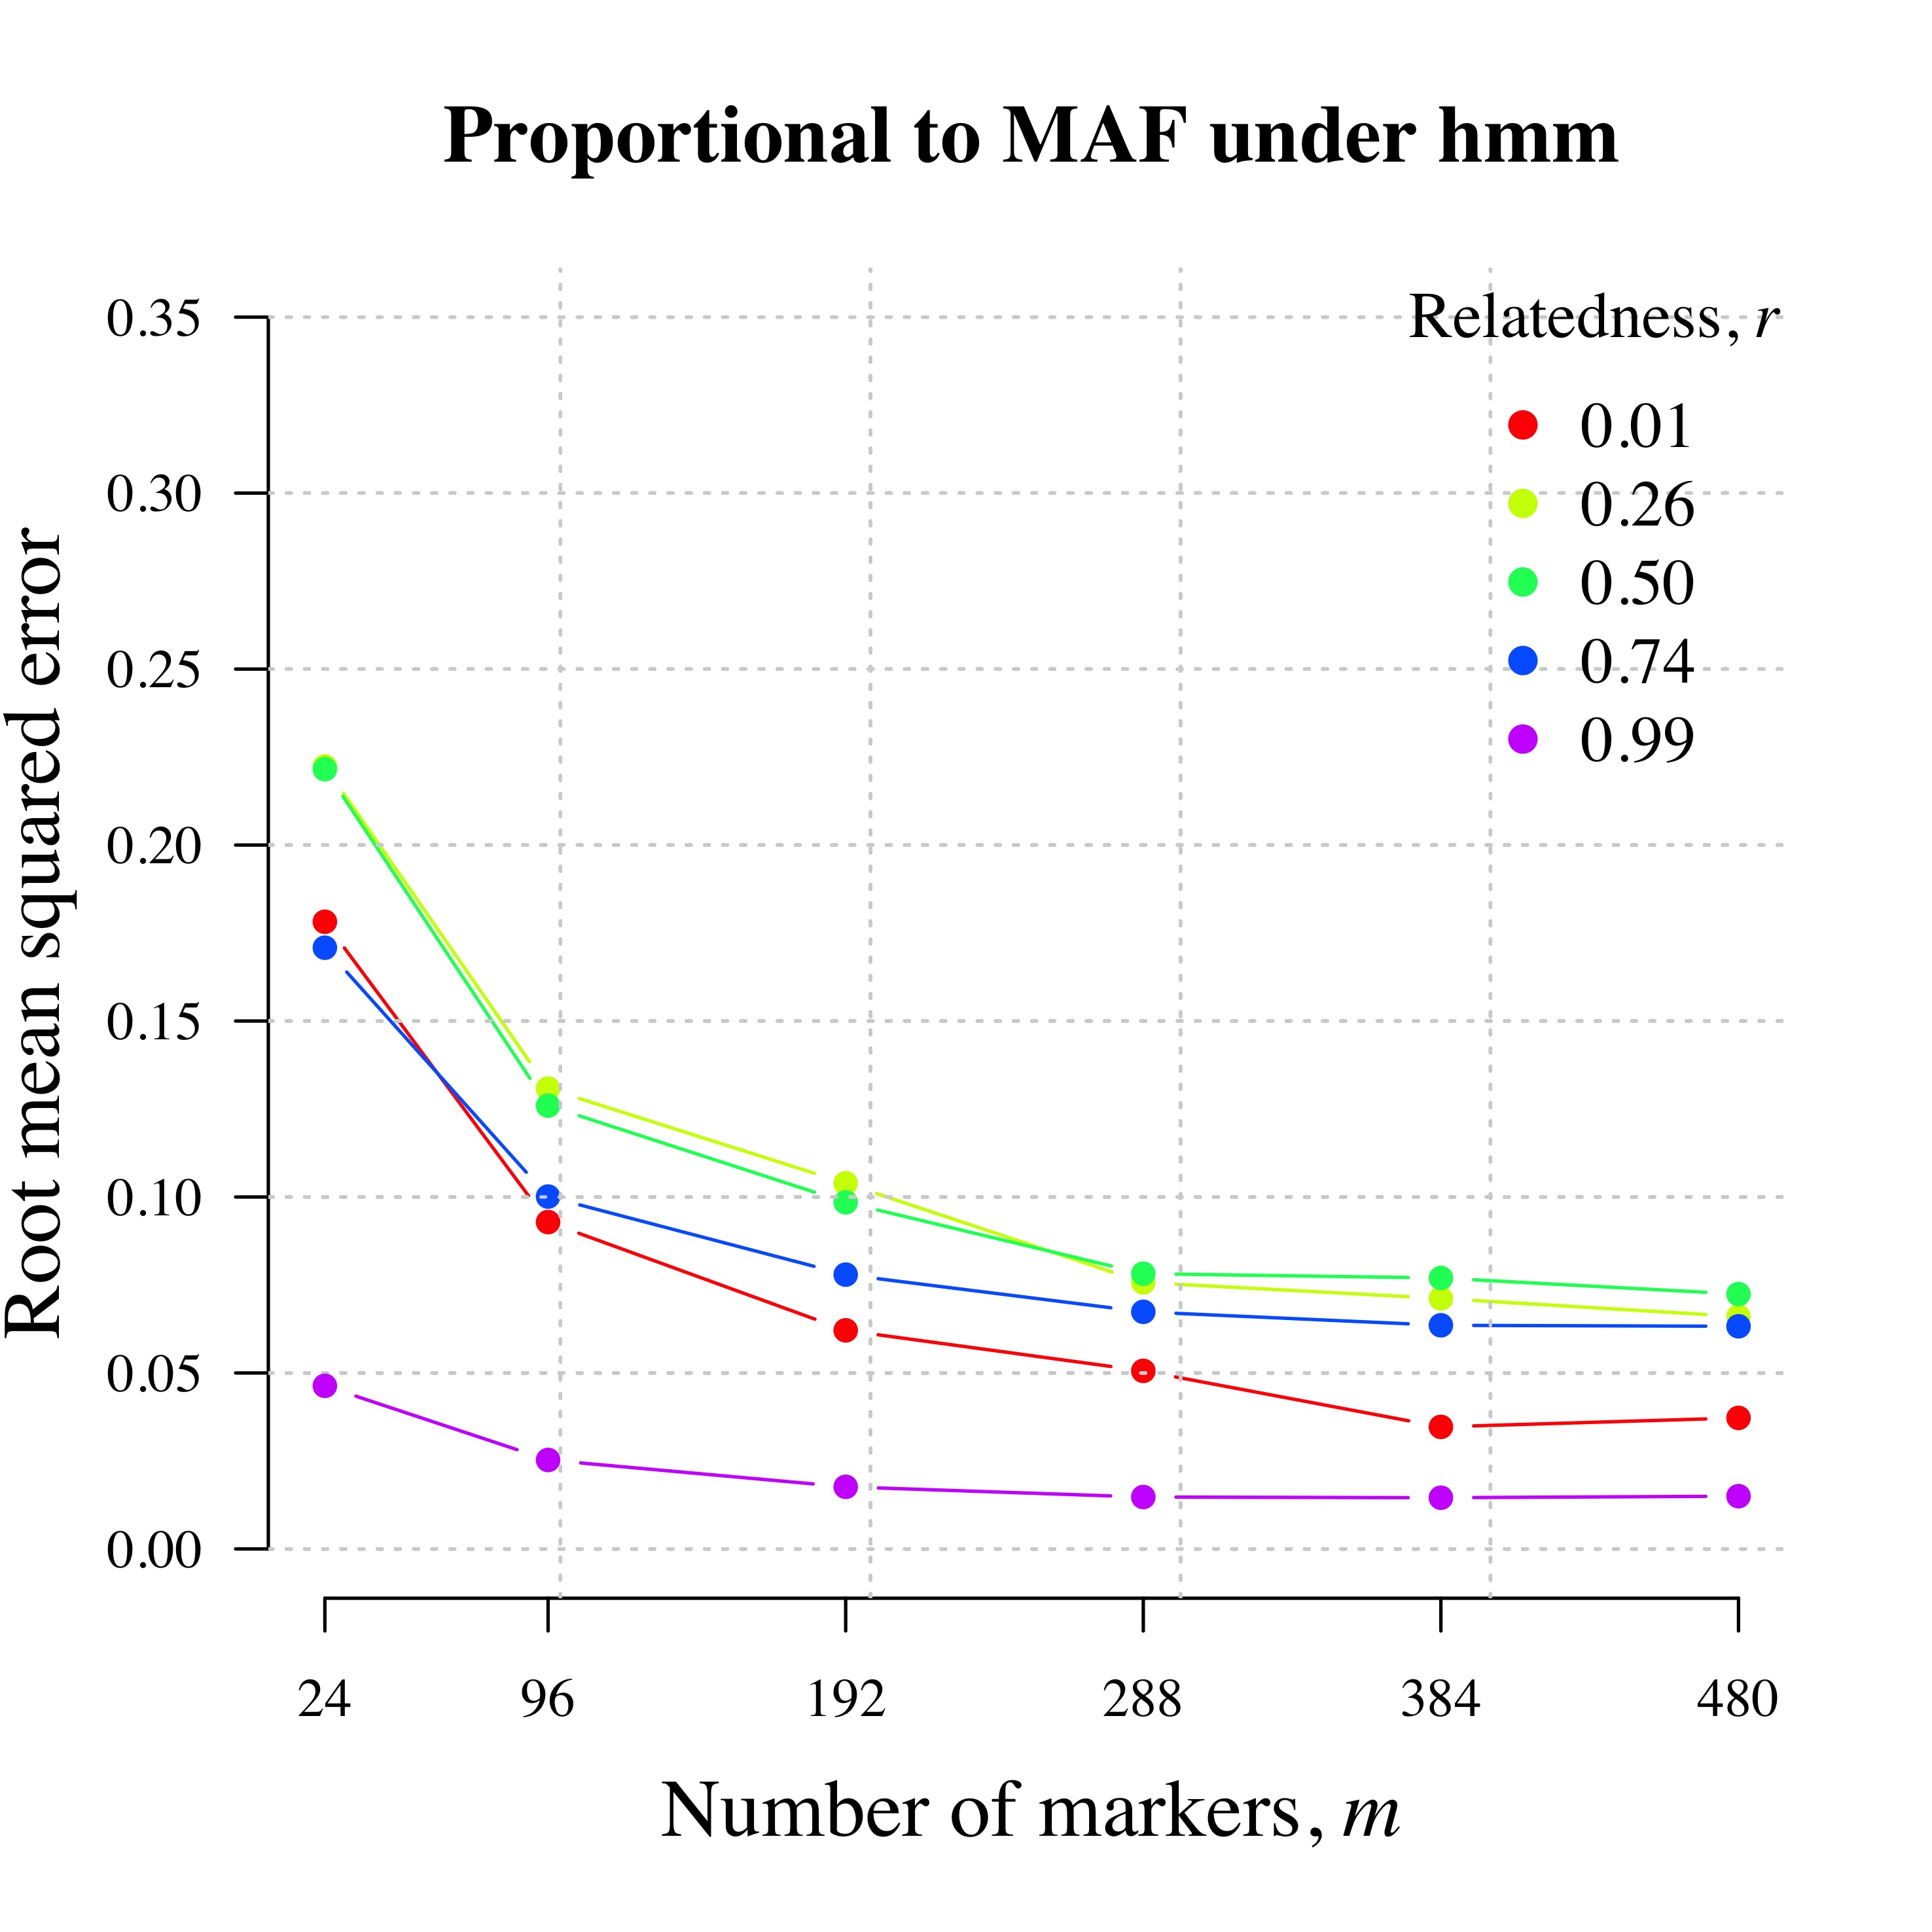 Proportional to MAF under hmm
Root mean squared error
0.35
0.30
0.25
0.20
0.15
0.10
0.05
0.00
Relatedness, r
0.01
0.26
0.50
0.74
0.99
24 96 192 288 384 480
Number of markers, m